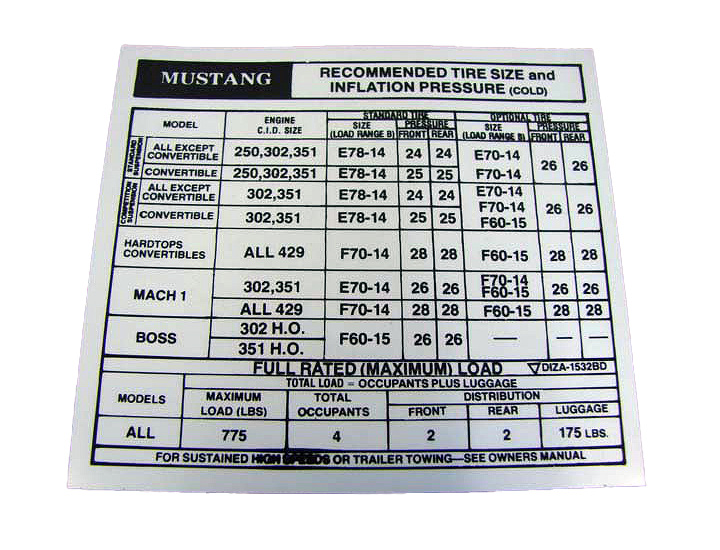 MUSTANG RECOMMENDED TIRE SIZE and
INFLATION PRESSURE (COLD)
MODEL ENGINE C.I.D. SIZE STANDARD TIRE OPTIONAL TIRE
SIZE (LOAD RANGE B) PRESSURE FRONT REAR SIZE (LOAD RANGE B) PRESSURE FRONT REAR
STANDARD SUSPENSION ALL EXCEPT CONVERTIBLE 250,302,351 E78-14 24 24 E70-14 26 26
CONVERTIBLE 250,302,351 E78-14 25 25 F70-14
COMPETITION SUSPENSION ALL EXCEPT CONVERTIBLE 302,351 E78-14 24 24 E70-14 26 26
F70-14
CONVERTIBLE 302,351 E78-14 25 25 F60-15
HARDTOPS CONVERTIBLES ALL 429 F70-14 28 28 F60-15 28 28
MACH 1 302,351 E70-14 26 26 F70-14 F60-15 26 26
ALL 429 F70-14 28 28 F60-15 28 28
BOSS 302 H.O. F60-15 26 26 — — —
351 H.O.
FULL RATED (MAXIMUM) LOAD ▽DIZA-1532BD
TOTAL LOAD = OCCUPANTS PLUS LUGGAGE
MODELS MAXIMUM LOAD (LBS) TOTAL OCCUPANTS DISTRIBUTION
FRONT REAR LUGGAGE
ALL 775 4 2 2 175 LBS.
FOR SUSTAINED HIGH SPEEDS OR TRAILER TOWING—SEE OWNERS MANUAL